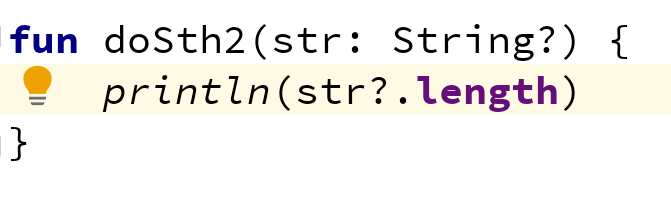 fun doSth2(str: String?) {
    println(str?.length)
}